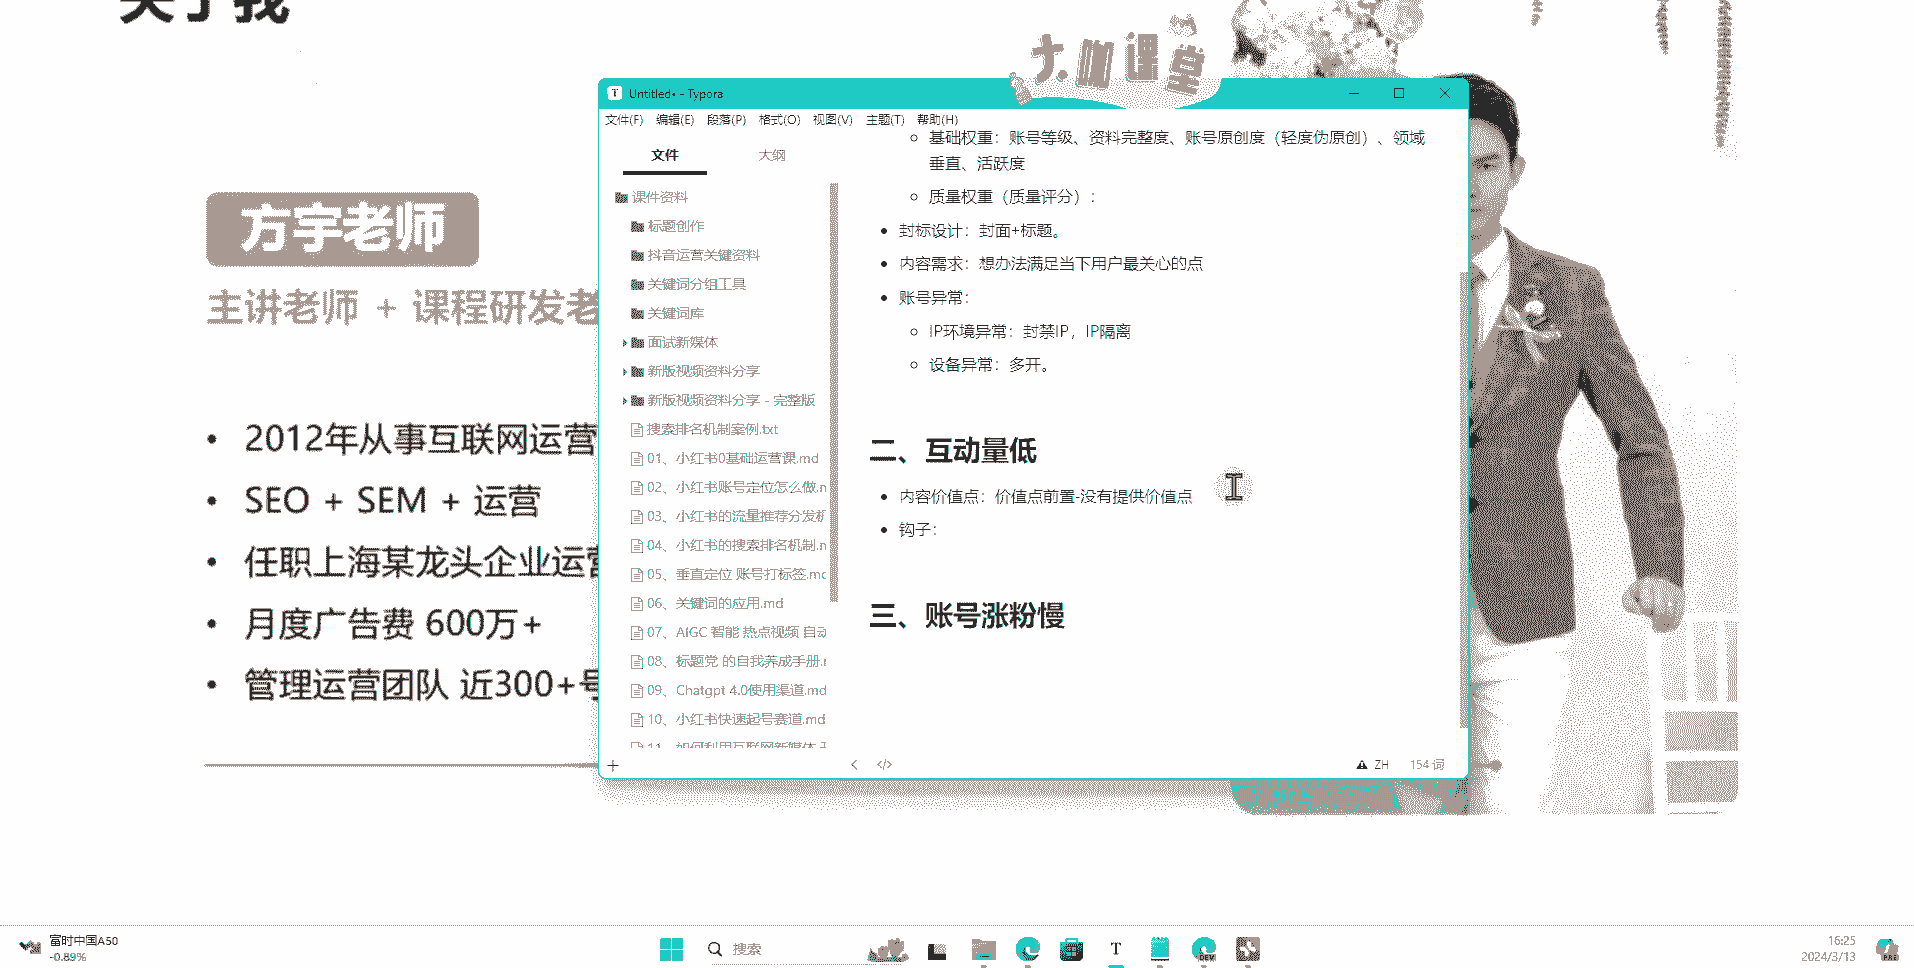 关于我
大咖课堂
方宇老师
主讲老师 + 课程研发老
2012年从事互联网运营
SEO + SEM + 运营
任职上海某龙头企业运营
月度广告费 600万+
管理运营团队 近300+号
Untitled• - Typora
文件(F) 编辑(E) 段落(P) 格式(O) 视图(V) 主题(T) 帮助(H)
文件 大纲
课件资料
标题创作
抖音运营关键资料
关键词分组工具
关键词库
面试新媒体
新版视频资料分享
新版视频资料分享 - 完整版
搜索排名机制案例.txt
01、小红书0基础运营课.md
02、小红书账号定位怎么做.m
03、小红书的流量推荐分发机
04、小红书的搜索排名机制.m
05、垂直定位 账号打标签.md
06、关键词的应用.md
07、AIGC 智能 热点视频 自动
08、标题党 的自我养成手册.m
09、Chatgpt 4.0使用渠道.md
10、小红书快速起号赛道.md
11、如何利用互联网新媒体
基础权重：账号等级、资料完整度、账号原创度（轻度伪原创）、领域
垂直、活跃度
质量权重（质量评分）：
封标设计：封面+标题。
内容需求：想办法满足当下用户最关心的点
账号异常：
IP环境异常：封禁IP，IP隔离
设备异常：多开。
二、互动量低
内容价值点：价值点前置-没有提供价值点
钩子：
三、账号涨粉慢
ZH 154 词
富时中国A50
-0.89%
搜索
T
DEV
16:25
2024/3/13
PRE